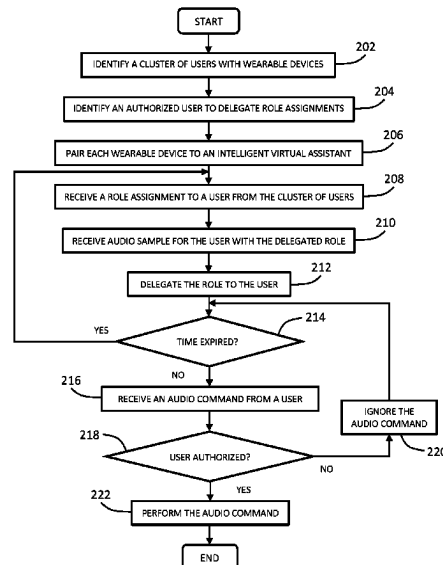 START
IDENTIFY A CLUSTER OF USERS WITH WEARABLE DEVICES
202
IDENTIFY AN AUTHORIZED USER TO DELEGATE ROLE ASSIGNMENTS
204
PAIR EACH WEARABLE DEVICE TO AN INTELLIGENT VIRTUAL ASSISTANT
206
RECEIVE A ROLE ASSIGNMENT TO A USER FROM THE CLUSTER OF USERS
208
RECEIVE AUDIO SAMPLE FOR THE USER WITH THE DELEGATED ROLE
210
DELEGATE THE ROLE TO THE USER
212
YES
TIME EXPIRED?
214
NO
216
RECEIVE AN AUDIO COMMAND FROM A USER
IGNORE THE
AUDIO COMMAND
220
218
USER AUTHORIZED?
NO
YES
222
PERFORM THE AUDIO COMMAND
END